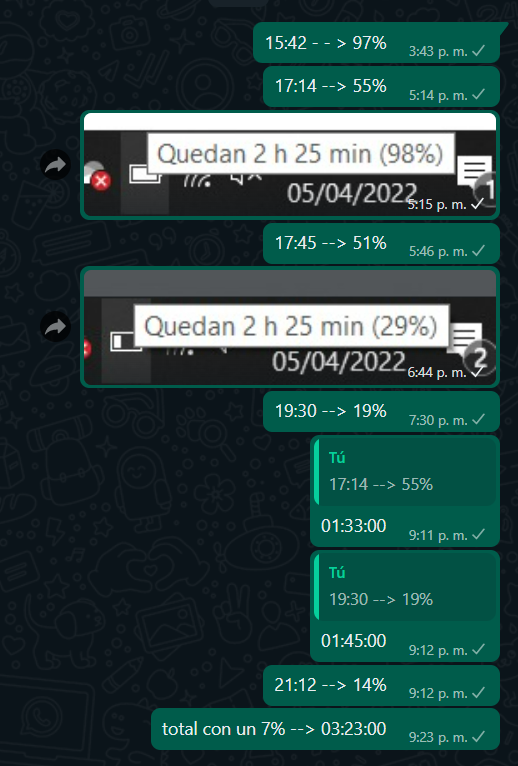 15:42 - - > 97%
3:43 p. m.
17:14 --> 55%
5:14 p. m.
Quedan 2 h 25 min (98%)
05/04/2022
1
5:15 p. m.
17:45 --> 51%
5:46 p. m.
Quedan 2 h 25 min (29%)
05/04/2022
2
6:44 p. m.
19:30 --> 19%
7:30 p. m.
Tú
17:14 --> 55%
01:33:00
9:11 p. m.
Tú
19:30 --> 19%
01:45:00
9:12 p. m.
21:12 --> 14%
9:12 p. m.
total con un 7% --> 03:23:00
9:23 p. m.